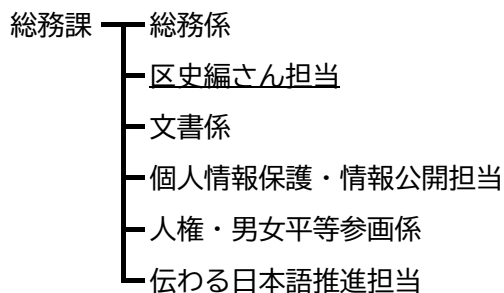 総務課 総務係
区史編さん担当
文書係
個人情報保護・情報公開担当
人権・男女平等参画係
伝わる日本語推進担当